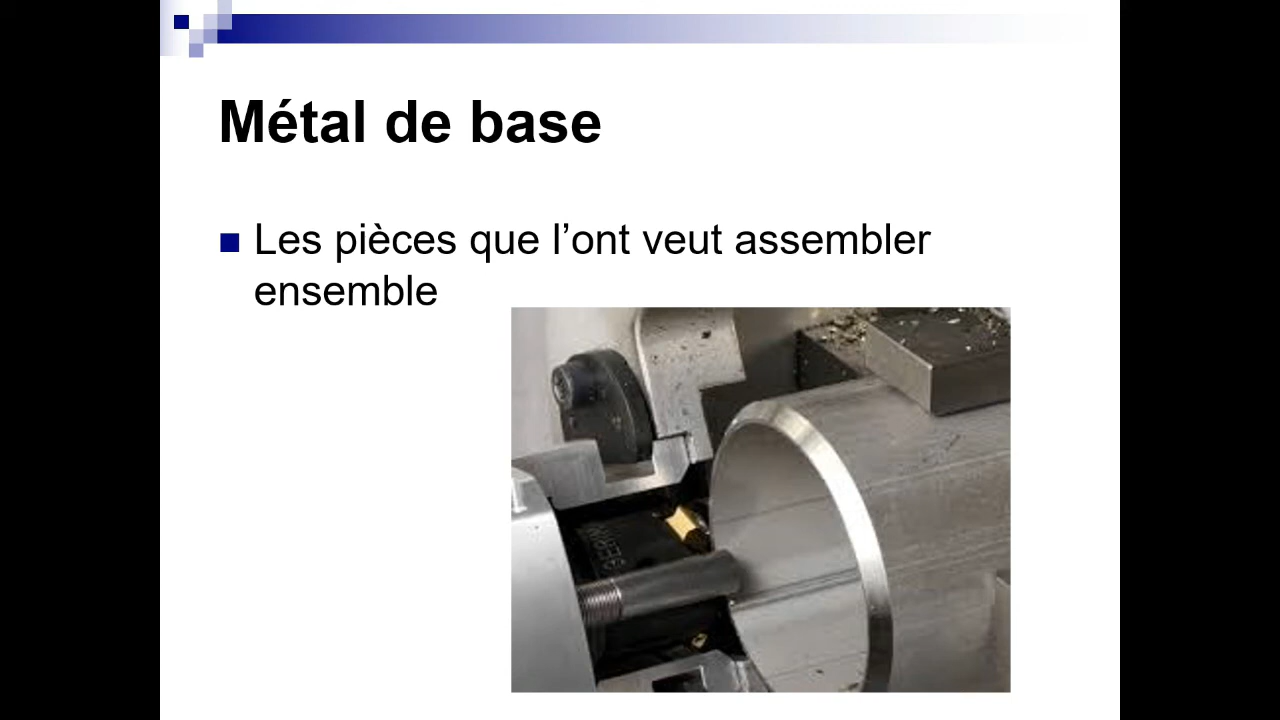 Métal de base
Les pièces que l’ont veut assembler
ensemble